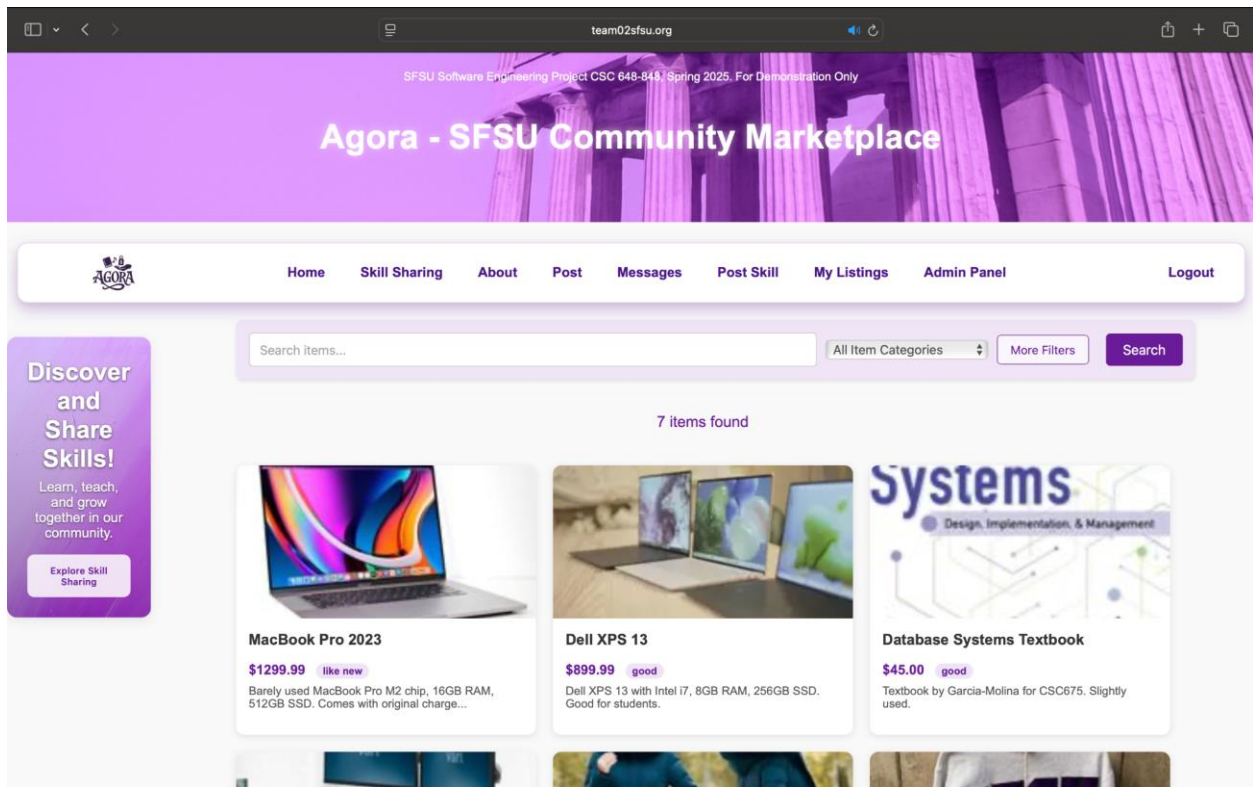 team02sfsu.org
SFSU Software Engineering Project CSC 648-848, Spring 2025. For Demonstration Only
Agora - SFSU Community Marketplace
AGORA
Home Skill Sharing About Post Messages Post Skill My Listings Admin Panel Logout
Search items... All Item Categories More Filters Search
Discover
and
Share
Skills!
Learn, teach,
and grow
together in our
community.
Explore Skill
Sharing
7 items found
Systems
Design, Implementation, & Management
MacBook Pro 2023
$1299.99 like new
Barely used MacBook Pro M2 chip, 16GB RAM,
512GB SSD. Comes with original charge...
Dell XPS 13
$899.99 good
Dell XPS 13 with Intel i7, 8GB RAM, 256GB SSD.
Good for students.
Database Systems Textbook
$45.00 good
Textbook by Garcia-Molina for CSC675. Slightly
used.